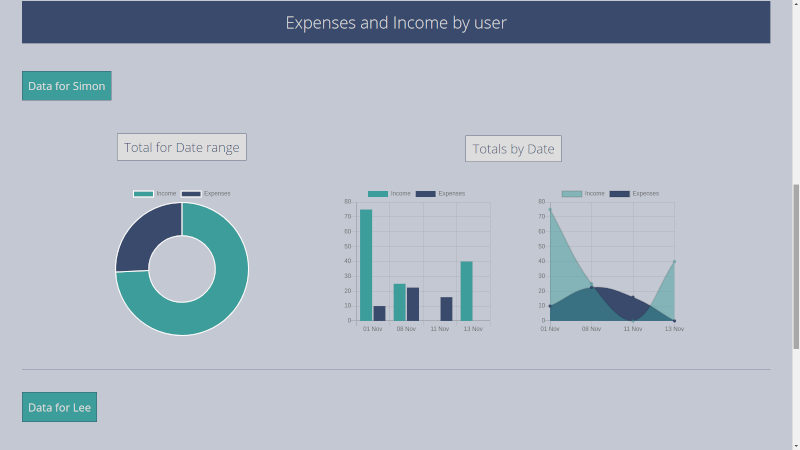 Expenses and Income by user
Data for Simon
Total for Date range
Totals by Date
Income Expenses
Income Expenses
Income Expenses
80
70
60
50
40
30
20
10
0
01 Nov 08 Nov 11 Nov 13 Nov
80
70
60
50
40
30
20
10
0
01 Nov 08 Nov 11 Nov 13 Nov
Data for Lee